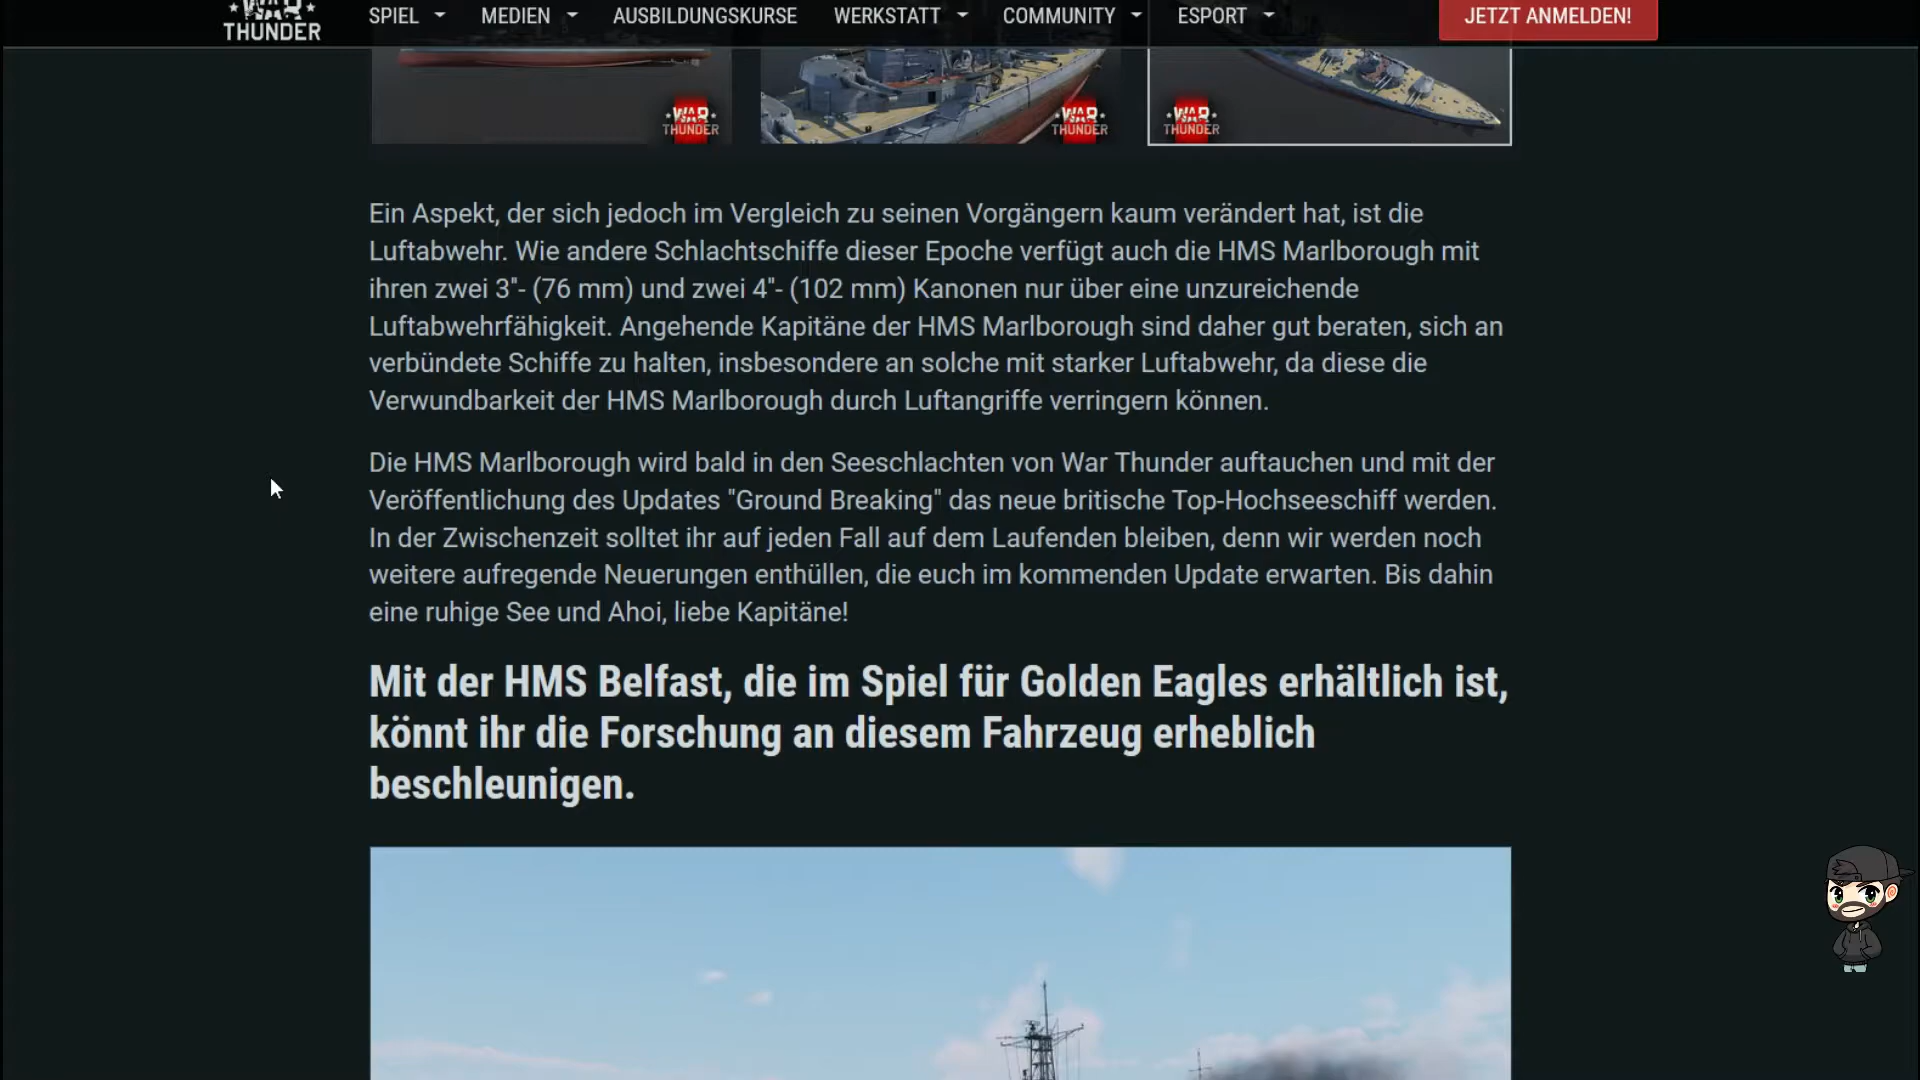 WAR
THUNDER
SPIEL
MEDIEN
AUSBILDUNGSKURSE
WERKSTATT
COMMUNITY
ESPORT
JETZT ANMELDEN!
WAR
THUNDER
WAR
THUNDER
WAR
THUNDER
Ein Aspekt, der sich jedoch im Vergleich zu seinen Vorgängern kaum verändert hat, ist die
Luftabwehr. Wie andere Schlachtschiffe dieser Epoche verfügt auch die HMS Marlborough mit
ihren zwei 3"- (76 mm) und zwei 4"- (102 mm) Kanonen nur über eine unzureichende
Luftabwehrfähigkeit. Angehende Kapitäne der HMS Marlborough sind daher gut beraten, sich an
verbündete Schiffe zu halten, insbesondere an solche mit starker Luftabwehr, da diese die
Verwundbarkeit der HMS Marlborough durch Luftangriffe verringern können.
Die HMS Marlborough wird bald in den Seeschlachten von War Thunder auftauchen und mit der
Veröffentlichung des Updates "Ground Breaking" das neue britische Top-Hochseeschiff werden.
In der Zwischenzeit solltet ihr auf jeden Fall auf dem Laufenden bleiben, denn wir werden noch
weitere aufregende Neuerungen enthüllen, die euch im kommenden Update erwarten. Bis dahin
eine ruhige See und Ahoi, liebe Kapitäne!
Mit der HMS Belfast, die im Spiel für Golden Eagles erhältlich ist,
könnt ihr die Forschung an diesem Fahrzeug erheblich
beschleunigen.